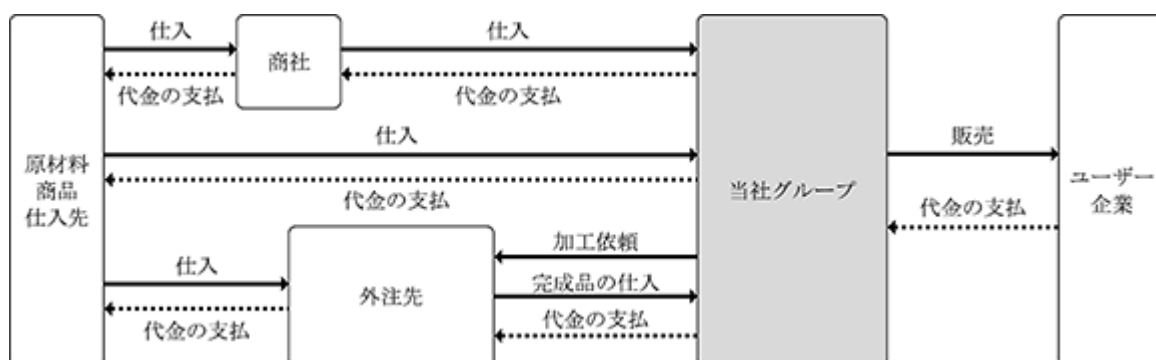 仕入
仕入
商社
代金の支払
代金の支払
仕入
代金の支払
原材料
商品
仕入先
当社グループ
販売
代金の支払
ユーザー
企業
加工依頼
仕入
完成品の仕入
外注先
代金の支払
代金の支払